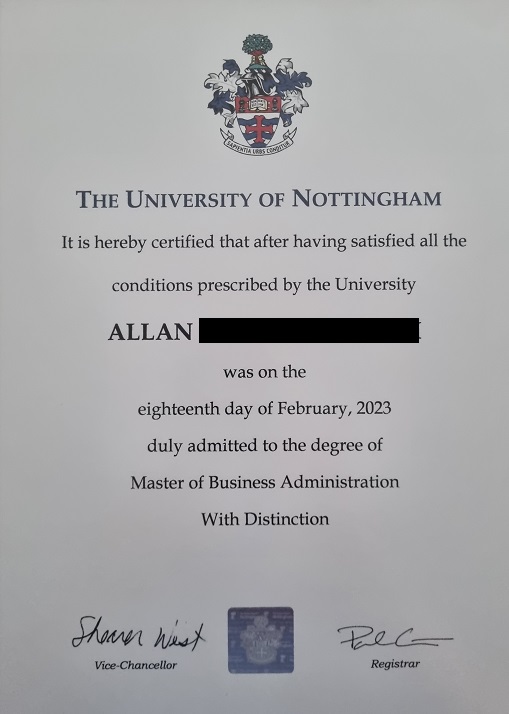 SAPIENTIA URBS CONDITUR
THE UNIVERSITY OF NOTTINGHAM
It is hereby certified that after having satisfied all the
conditions prescribed by the University
ALLAN
was on the
eighteenth day of February, 2023
duly admitted to the degree of
Master of Business Administration
With Distinction
Shearer West
Vice-Chancellor
Registrar